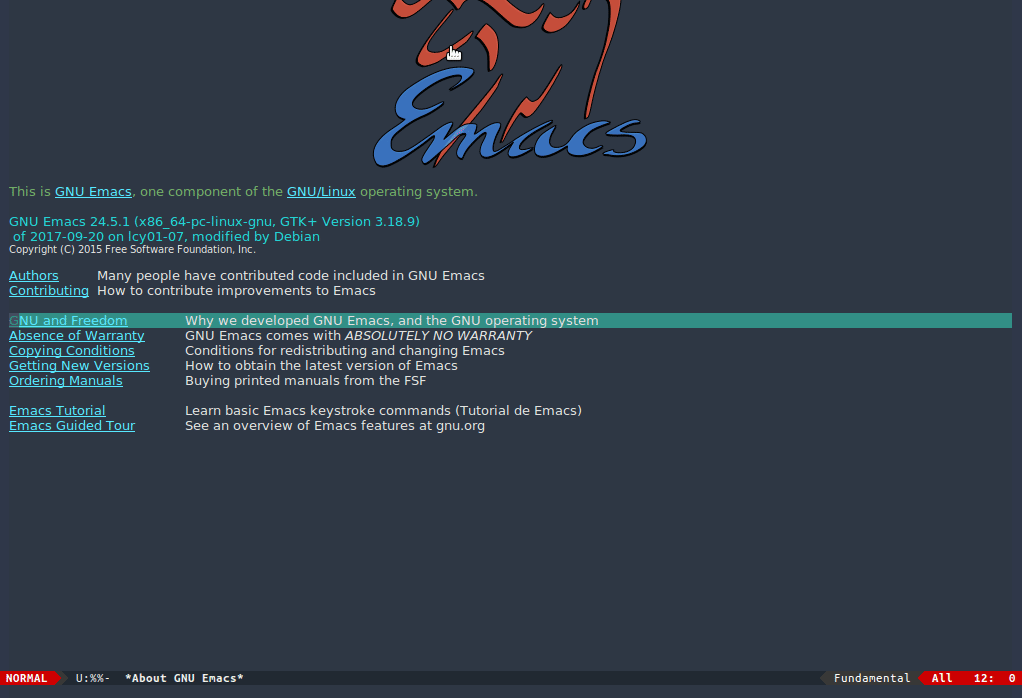 Emacs
This is GNU Emacs, one component of the GNU/Linux operating system.
GNU Emacs 24.5.1 (x86_64-pc-linux-gnu, GTK+ Version 3.18.9)
of 2017-09-20 on lcy01-07, modified by Debian
Copyright (C) 2015 Free Software Foundation, Inc.
Authors Many people have contributed code included in GNU Emacs
Contributing How to contribute improvements to Emacs
GNU and Freedom Why we developed GNU Emacs, and the GNU operating system
Absence of Warranty GNU Emacs comes with ABSOLUTELY NO WARRANTY
Copying Conditions Conditions for redistributing and changing Emacs
Getting New Versions How to obtain the latest version of Emacs
Ordering Manuals Buying printed manuals from the FSF
Emacs Tutorial Learn basic Emacs keystroke commands (Tutorial de Emacs)
Emacs Guided Tour See an overview of Emacs features at gnu.org
NORMAL U:%%- *About GNU Emacs* Fundamental All 12: 0